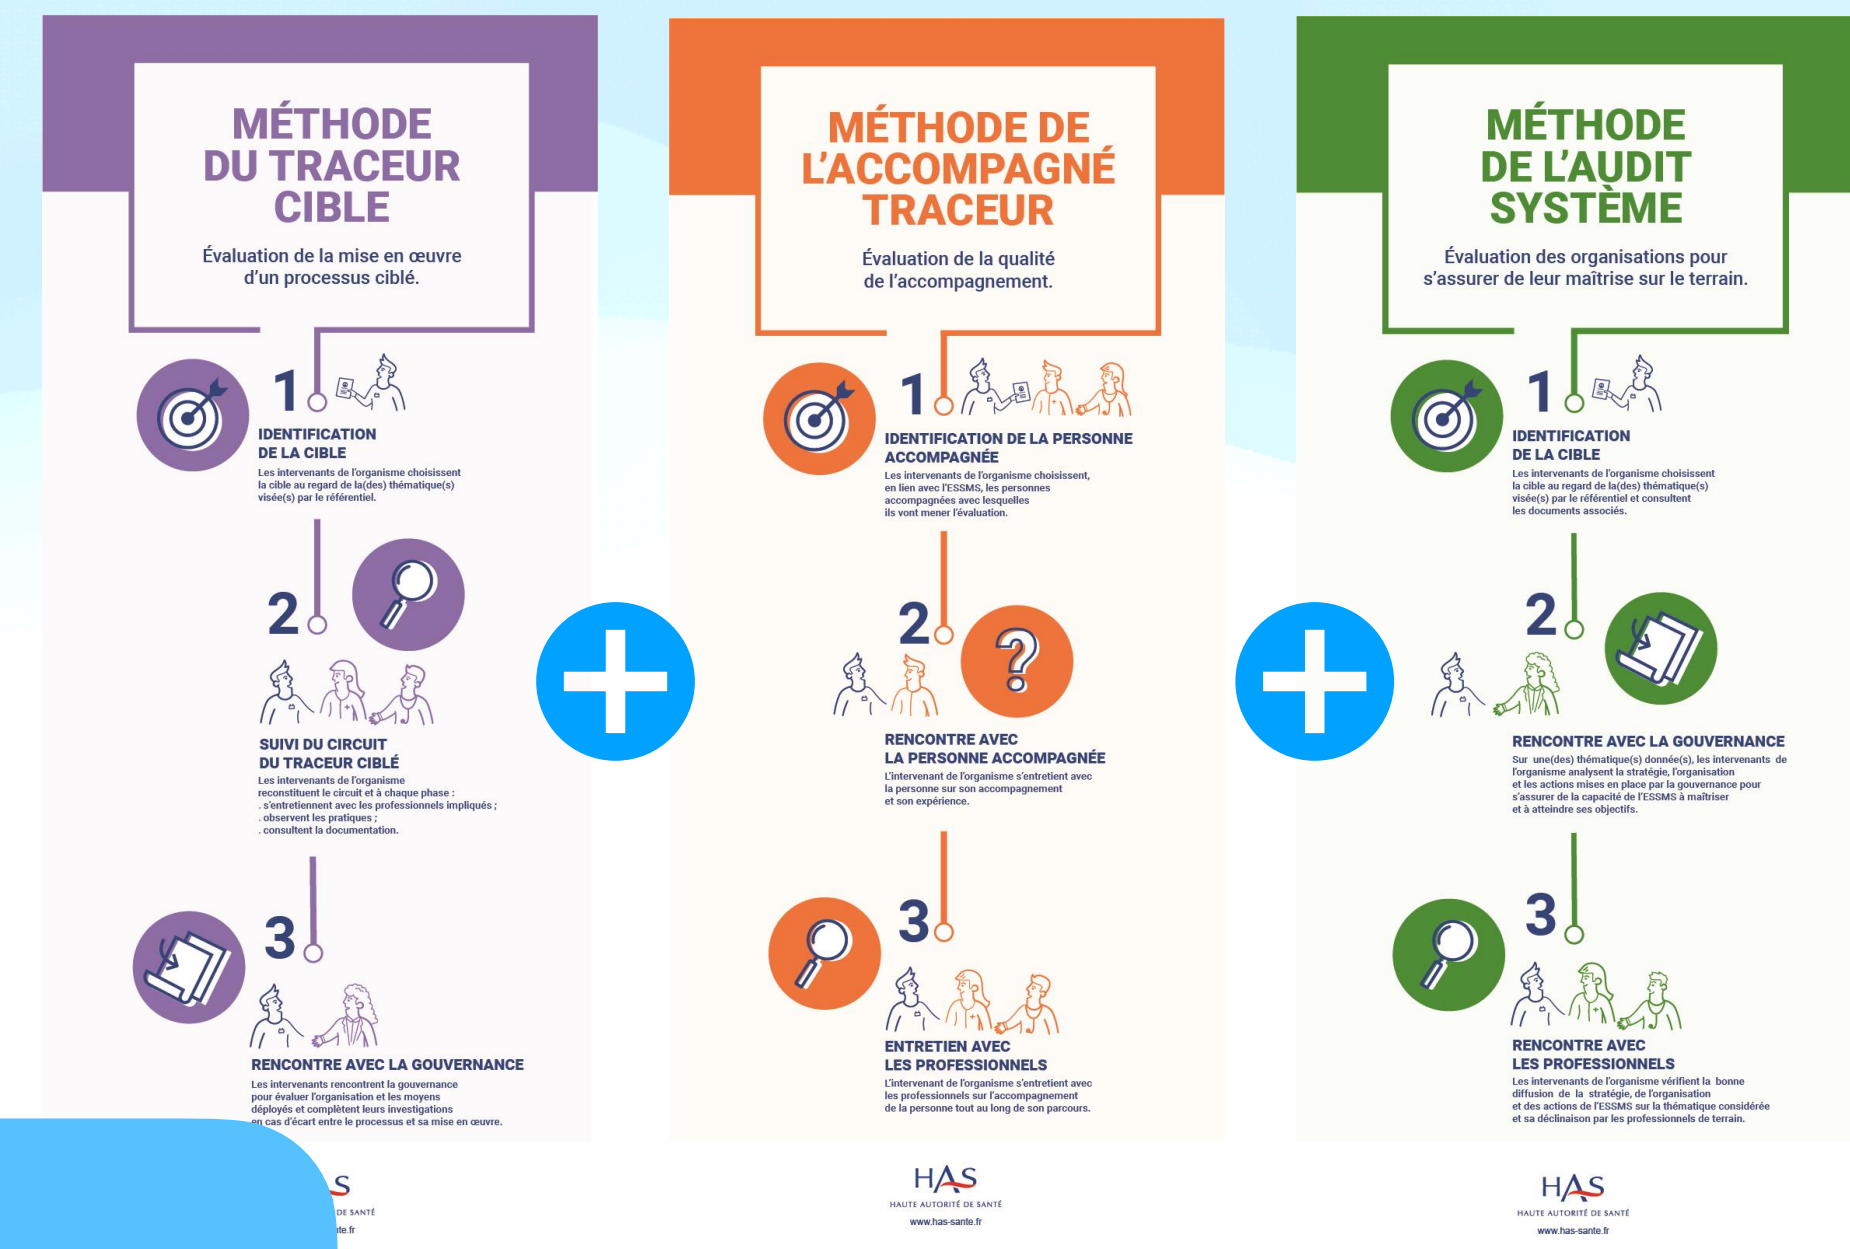 MÉTHODE
DU TRACEUR
CIBLE
Évaluation de la mise en œuvre
d'un processus ciblé.
1
IDENTIFICATION
DE LA CIBLE
Les intervenants de l'organisme choisissent
la cible au regard de la(des) thématique(s)
visée(s) par le référentiel.
2
SUIVI DU CIRCUIT
DU TRACEUR CIBLÉ
Les intervenants de l'organisme
reconstituent le circuit et à chaque phase :
. s'entretiennent avec les professionnels impliqués ;
. observent les pratiques ;
. consultent la documentation.
3
RENCONTRE AVEC LA GOUVERNANCE
Les intervenants rencontrent la gouvernance
pour évaluer l'organisation et les moyens
déployés et complètent leurs investigations
en cas d'écart entre le processus et sa mise en œuvre.
S
DE SANTÉ
MÉTHODE DE
L'ACCOMPAGNÉ
TRACEUR
Évaluation de la qualité
de l'accompagnement.
1
IDENTIFICATION DE LA PERSONNE
ACCOMPAGNÉE
Les intervenants de l'organisme choisissent,
en lien avec l'ESSMS, les personnes
accompagnées avec lesquelles
ils vont mener l'évaluation.
2
?
RENCONTRE AVEC
LA PERSONNE ACCOMPAGNÉE
L'intervenant de l'organisme s'entretient avec
la personne sur son accompagnement
et son expérience.
3
ENTRETIEN AVEC
LES PROFESSIONNELS
L'intervenant de l'organisme s'entretient avec
les professionnels sur l'accompagnement
de la personne tout au long de son parcours.
HAS
HAUTE AUTORITÉ DE SANTÉ
www.has-sante.fr
MÉTHODE
DE L'AUDIT
SYSTÈME
Évaluation des organisations pour
s'assurer de leur maîtrise sur le terrain.
1
IDENTIFICATION
DE LA CIBLE
Les intervenants de l'organisme choisissent
la cible au regard de la(des) thématique(s)
visée(s) par le référentiel et consultent
les documents associés.
2
RENCONTRE AVEC LA GOUVERNANCE
Sur une(des) thématique(s) donnée(s), les intervenants de
l'organisme analysent la stratégie, l'organisation
et les actions mises en place par la gouvernance pour
s'assurer de la capacité de l'ESSMS à maîtriser
et à atteindre ses objectifs.
3
RENCONTRE AVEC
LES PROFESSIONNELS
Les intervenants de l'organisme vérifient la bonne
diffusion de la stratégie, de l'organisation
et des actions de l'ESSMS sur la thématique considérée
et sa déclinaison par les professionnels de terrain.
HAS
HAUTE AUTORITÉ DE SANTÉ
www.has-sante.fr